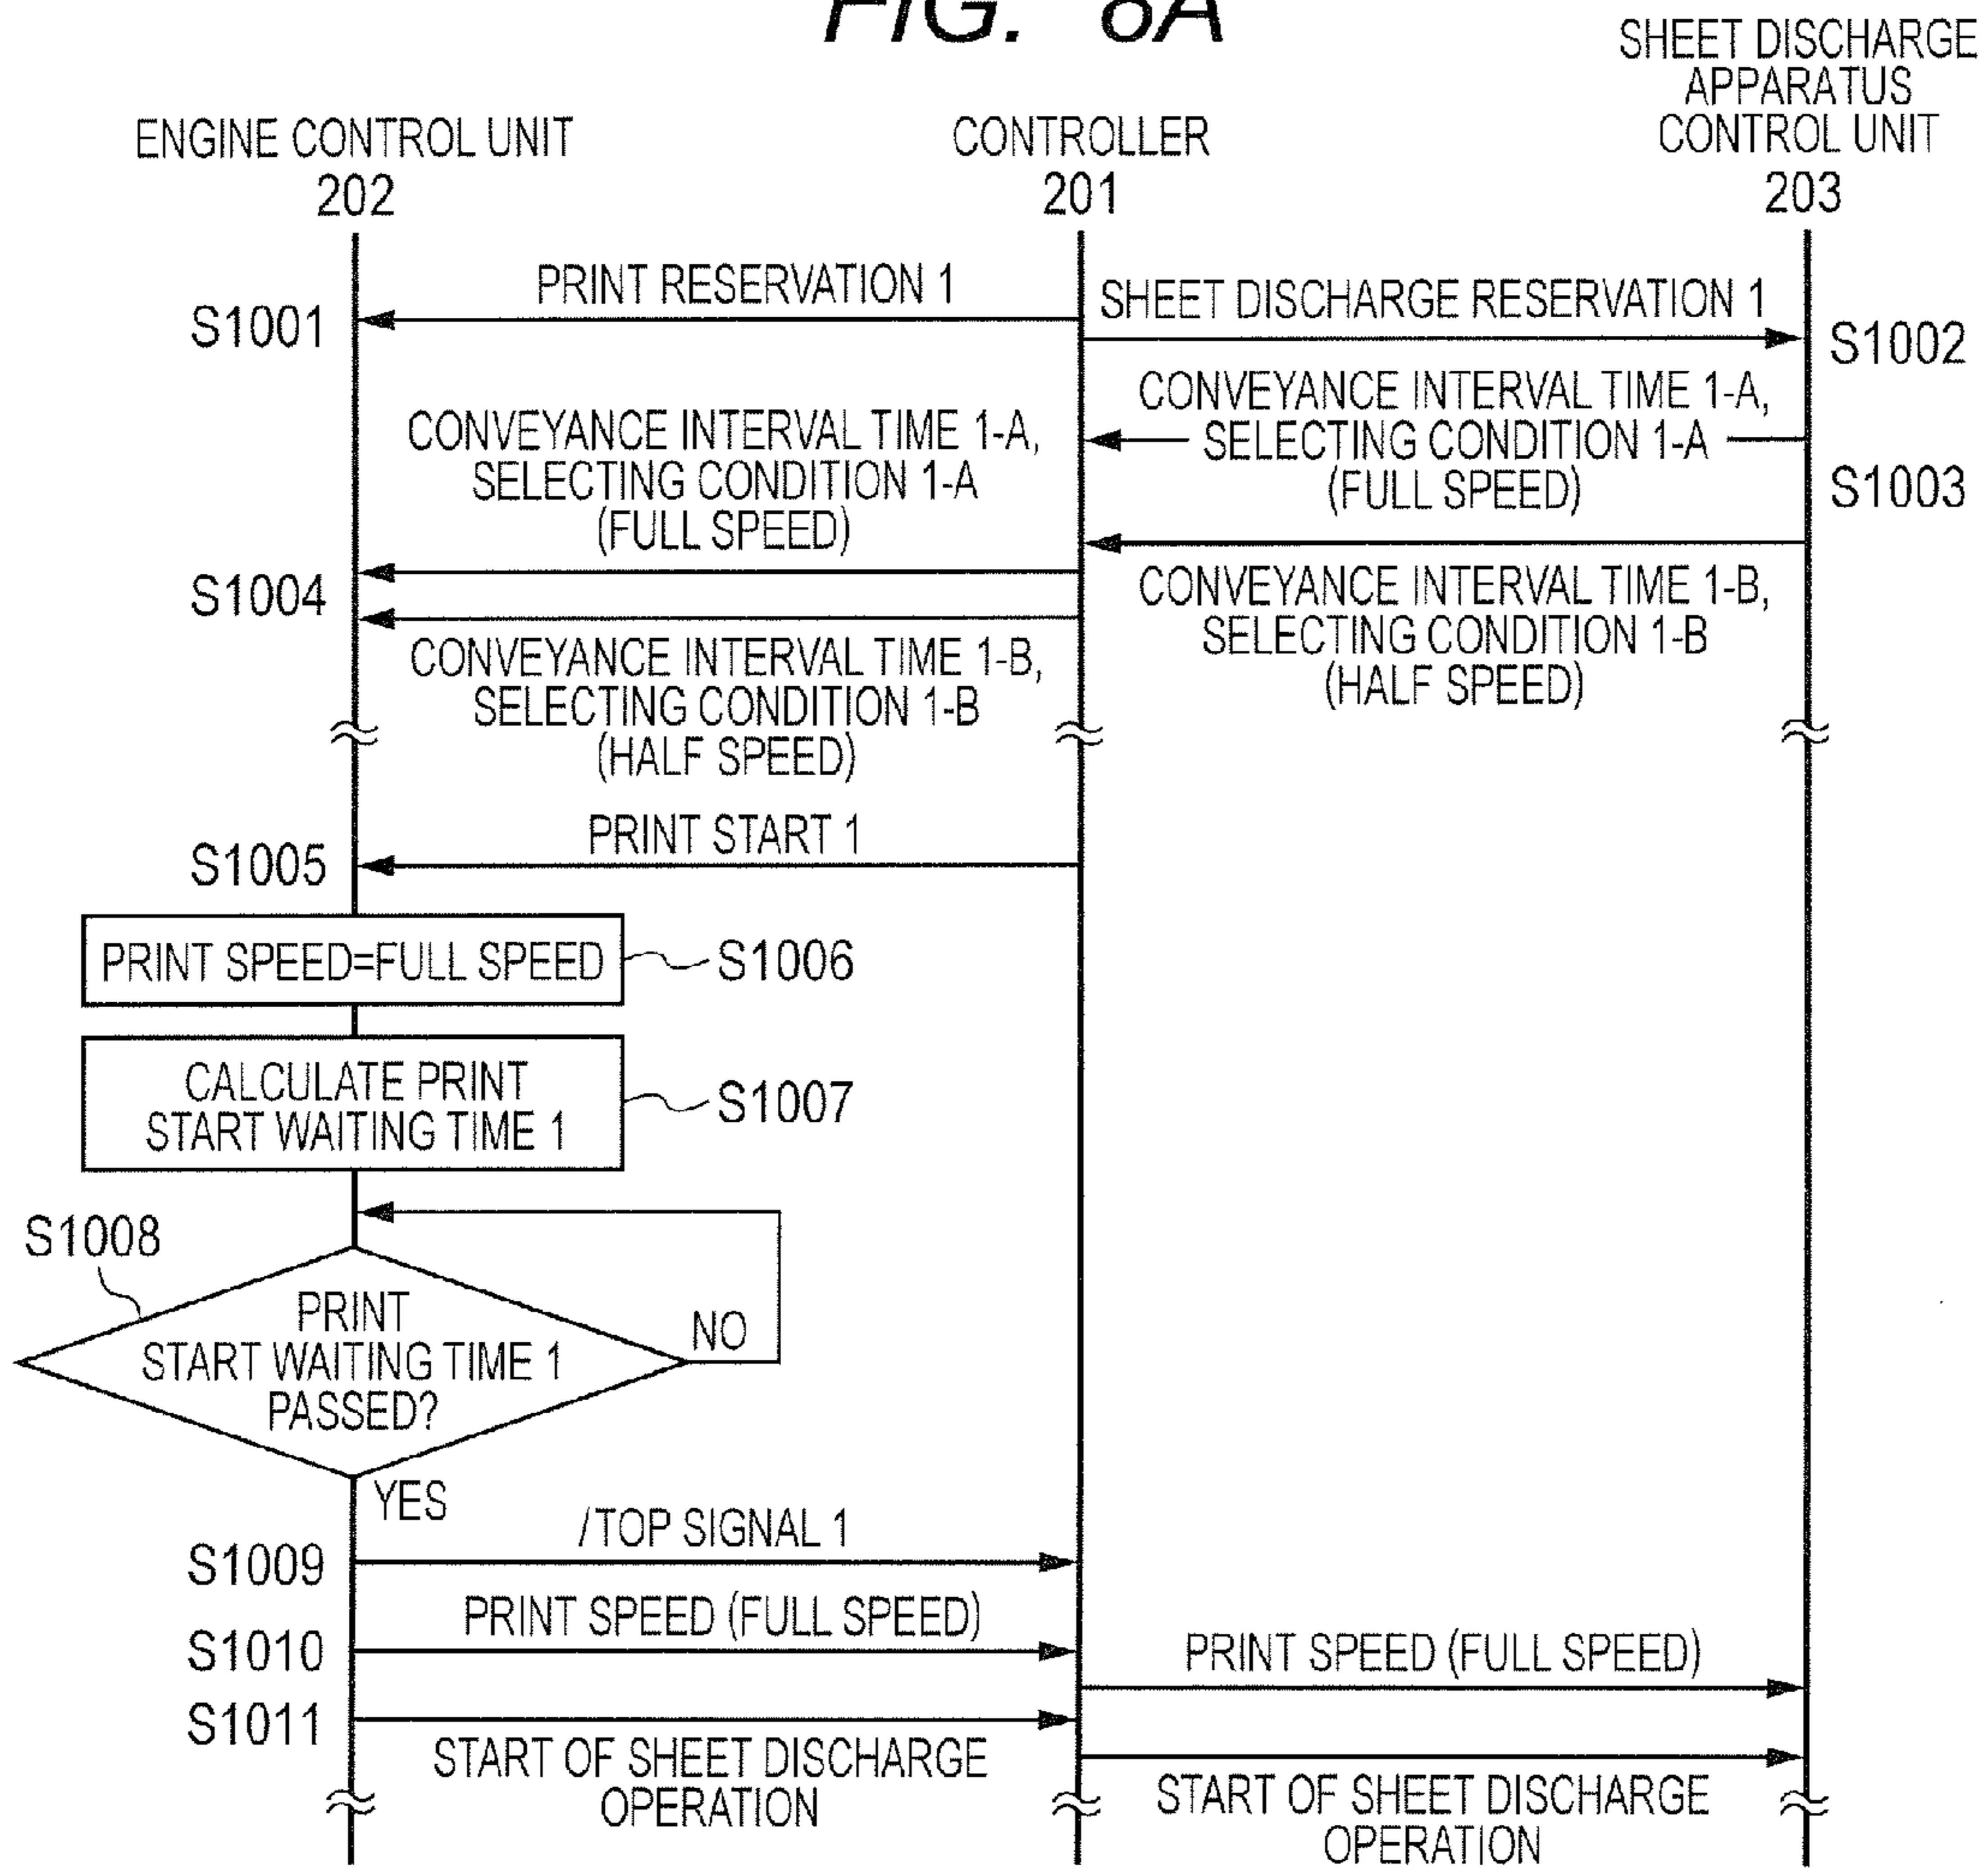 FIG. 8A
ENGINE CONTROL UNIT
202
CONTROLLER
201
SHEET DISCHARGE
APPARATUS
CONTROL UNIT
203
PRINT RESERVATION 1
S1001
SHEET DISCHARGE RESERVATION 1
S1002
CONVEYANCE INTERVAL TIME 1-A,
SELECTING CONDITION 1-A
(FULL SPEED)
S1003
CONVEYANCE INTERVAL TIME 1-A,
SELECTING CONDITION 1-A
(FULL SPEED)
S1004
CONVEYANCE INTERVAL TIME 1-B,
SELECTING CONDITION 1-B
(HALF SPEED)
CONVEYANCE INTERVAL TIME 1-B,
SELECTING CONDITION 1-B
(HALF SPEED)
PRINT START 1
S1005
PRINT SPEED=FULL SPEED
S1006
CALCULATE PRINT
START WAITING TIME 1
S1007
S1008
PRINT
START WAITING TIME 1
PASSED?
NO
YES
/TOP SIGNAL 1
S1009
PRINT SPEED (FULL SPEED)
S1010
PRINT SPEED (FULL SPEED)
S1011
START OF SHEET DISCHARGE
OPERATION
START OF SHEET DISCHARGE
OPERATION